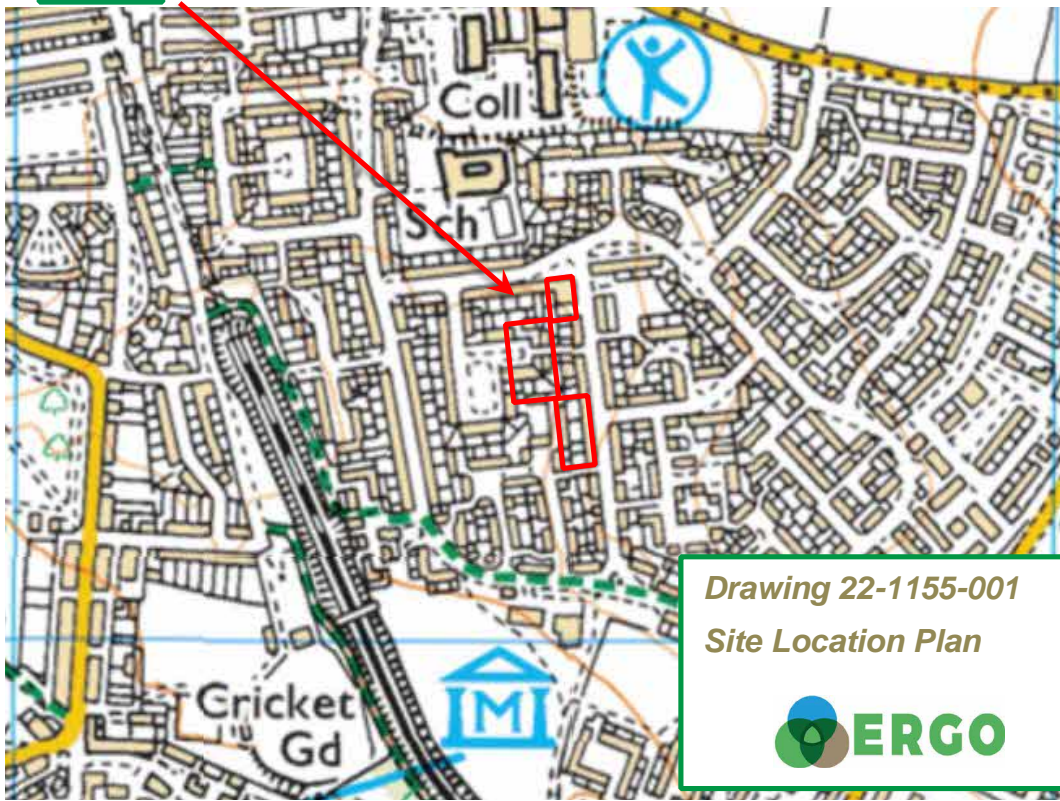 Coll
Sch
Cricket
Gd
M
Drawing 22-1155-001
Site Location Plan
ERGO